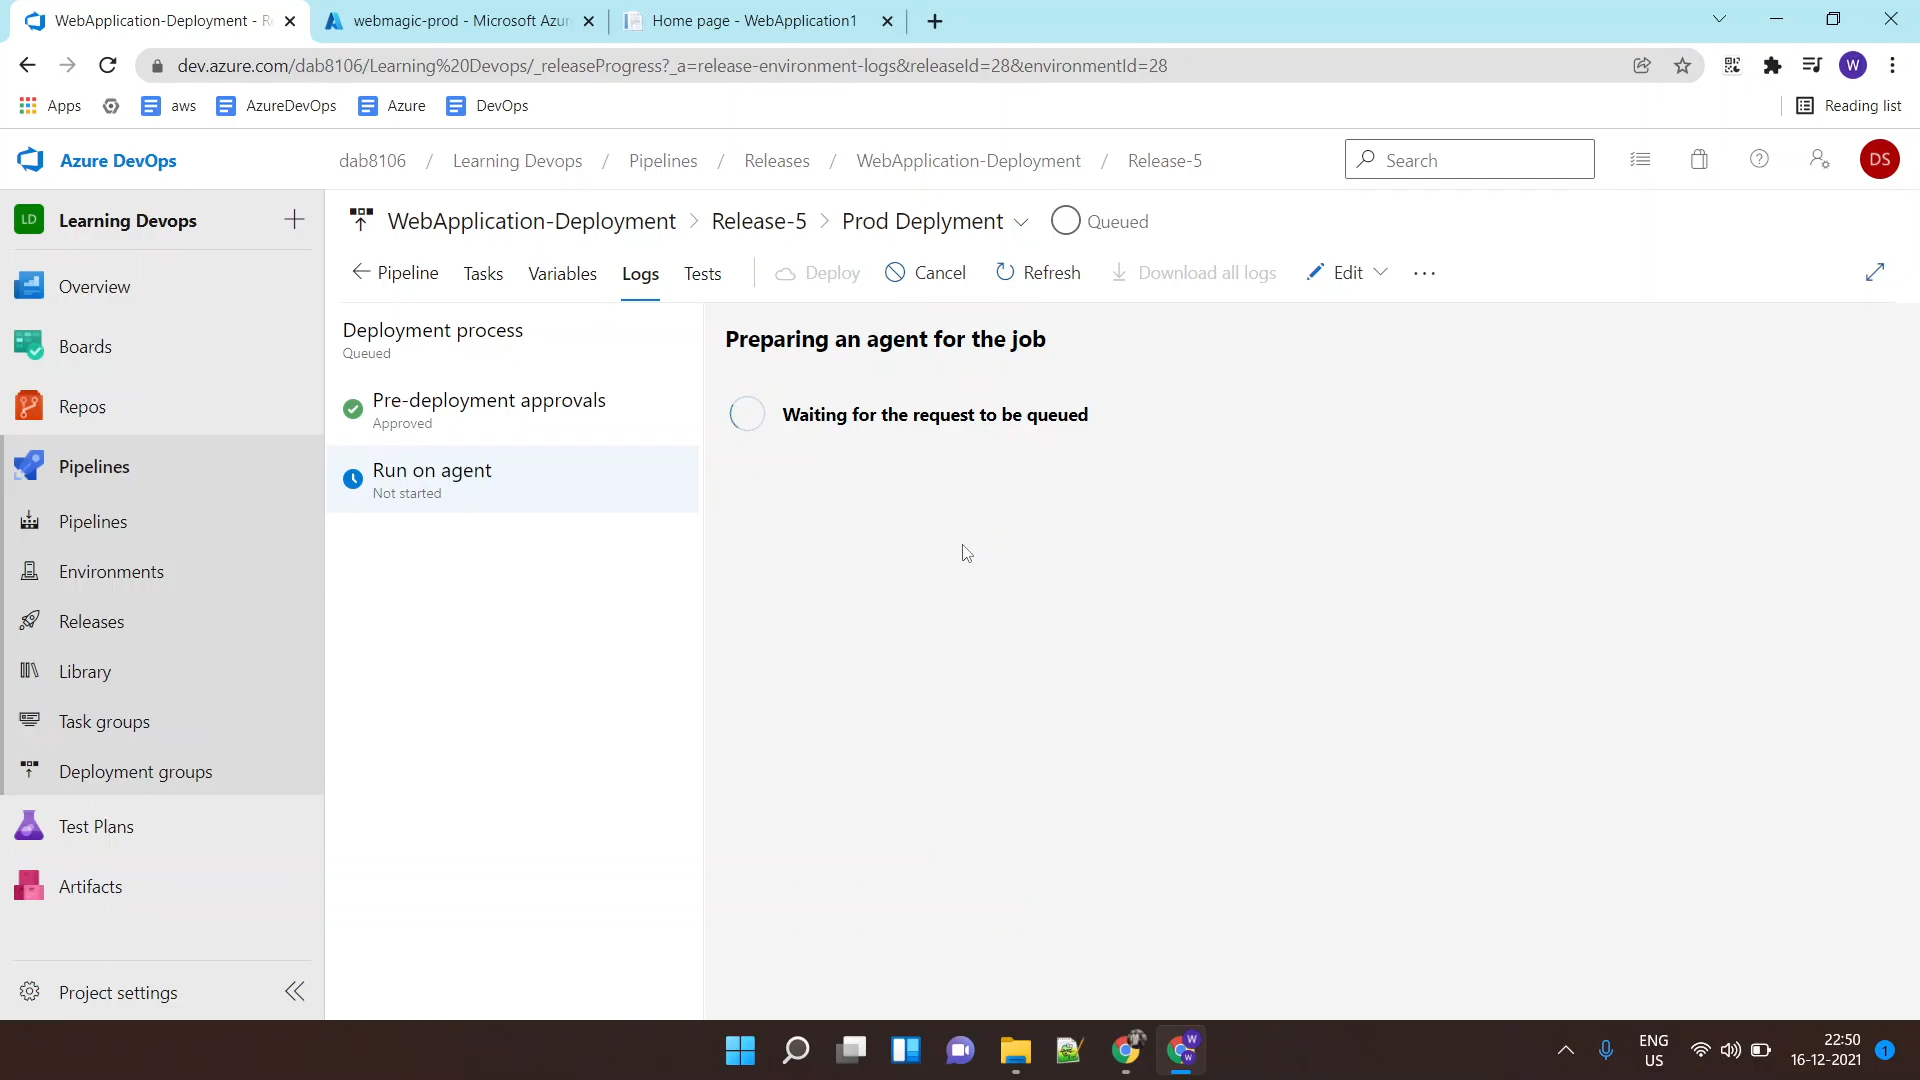 WebApplication-Deployment - Re
webmagic-prod - Microsoft Azur
Home page - WebApplication1
dev.azure.com/dab8106/Learning%20Devops/_releaseProgress?_a=release-environment-logs&releaseId=28&environmentId=28
W
Apps
aws
AzureDevOps
Azure
DevOps
Reading list
Azure DevOps
dab8106 / Learning Devops / Pipelines / Releases / WebApplication-Deployment / Release-5
Search
DS
LD Learning Devops
WebApplication-Deployment > Release-5 > Prod Deplyment
Queued
Pipeline
Tasks
Variables
Logs
Tests
Deploy
Cancel
Refresh
Download all logs
Edit
Overview
Boards
Repos
Pipelines
Pipelines
Environments
Releases
Library
Task groups
Deployment groups
Test Plans
Artifacts
Project settings
Deployment process
Queued
Pre-deployment approvals
Approved
Run on agent
Not started
Preparing an agent for the job
Waiting for the request to be queued
W
W
ENG
US
22:50
16-12-2021
1